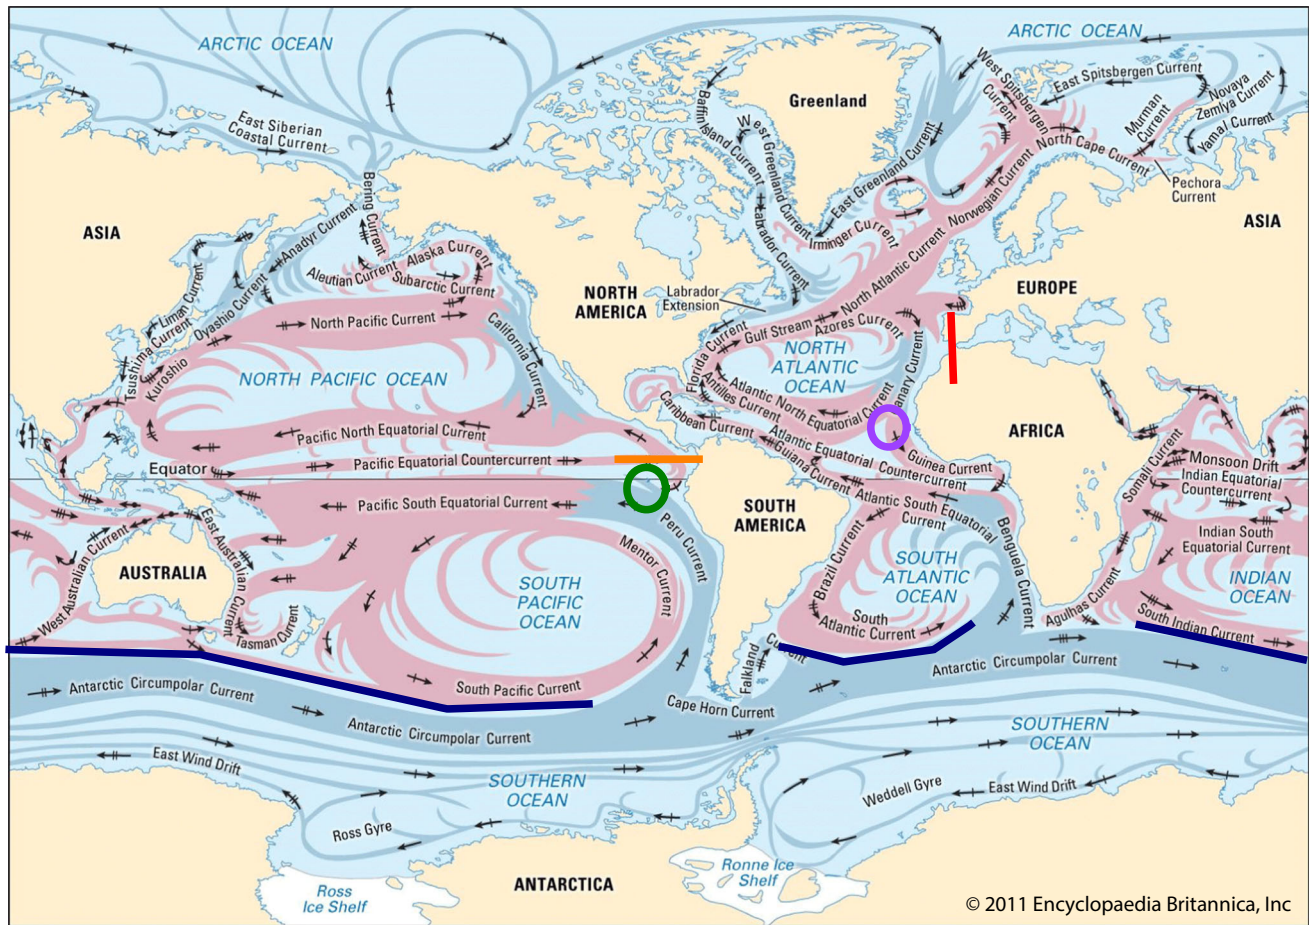 ARCTIC OCEAN
ARCTIC OCEAN
East Siberian
Coastal Current
Bering Current
Baffin Island Current
West Greenland Current
Greenland
East Greenland Current
West Spitsbergen
Current
East Spitsbergen Current
Novaya
Zemlya Current
Murman
Current
Yamal Current
North Cape Current
Pechora
Current
Norwegian Current
Irminger Current
Labrador Current
ASIA
ASIA
Anadyr Current
Aleutian Current
Alaska Current
Subarctic Current
Liman Current
Oyashio Current
Tsushima Current
Kuroshio
North Pacific Current
California Current
NORTH
AMERICA
Labrador
Extension
EUROPE
North Atlantic Current
Gulf Stream
Azores Current
Florida Current
NORTH
ATLANTIC
OCEAN
Canary Current
NORTH PACIFIC OCEAN
Antilles Current
Atlantic North Equatorial Current
Caribbean Current
AFRICA
Pacific North Equatorial Current
Pacific Equatorial Countercurrent
Equator
Atlantic Equatorial Countercurrent
Guiana Current
Guinea Current
Somali Current
Monsoon Drift
Indian Equatorial
Countercurrent
Pacific South Equatorial Current
SOUTH
AMERICA
Atlantic South Equatorial
Current
Indian South
Equatorial Current
East Australian Current
West Australian Current
AUSTRALIA
Tasman Current
Mentor Current
Peru Current
SOUTH
PACIFIC
OCEAN
Brazil Current
SOUTH
ATLANTIC
OCEAN
Benguela Current
Agulhas Current
INDIAN
OCEAN
South
Atlantic Current
South Indian Current
South Pacific Current
Falkland
Current
Cape Horn Current
Antarctic Circumpolar Current
Antarctic Circumpolar Current
Antarctic Circumpolar Current
East Wind Drift
SOUTHERN
OCEAN
SOUTHERN
OCEAN
Weddell Gyre
East Wind Drift
Ross Gyre
Ross
Ice Shelf
ANTARCTICA
Ronne Ice
Shelf
© 2011 Encyclopaedia Britannica, Inc